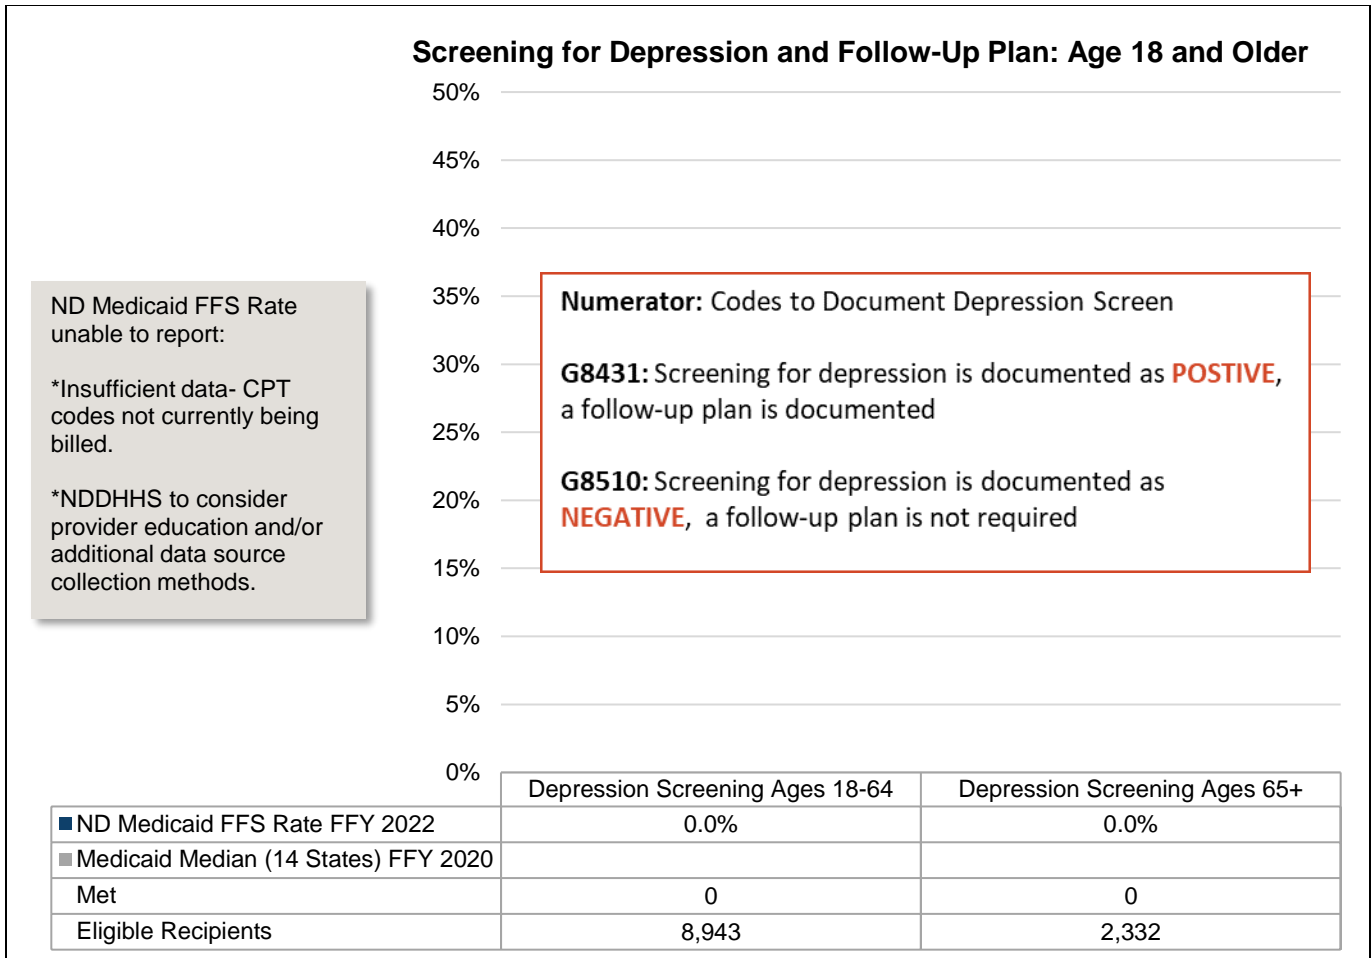 Screening for Depression and Follow-Up Plan: Age 18 and Older
50%
45%
40%
35%
30%
25%
20%
15%
10%
5%
0%
ND Medicaid FFS Rate
unable to report:
*Insufficient data- CPT
codes not currently being
billed.
*NDDHHS to consider
provider education and/or
additional data source
collection methods.
Numerator: Codes to Document Depression Screen
G8431: Screening for depression is documented as POSTIVE,
a follow-up plan is documented
G8510: Screening for depression is documented as
NEGATIVE, a follow-up plan is not required
Depression Screening Ages 18-64 Depression Screening Ages 65+
ND Medicaid FFS Rate FFY 2022 0.0% 0.0%
Medicaid Median (14 States) FFY 2020
Met 0 0
Eligible Recipients 8,943 2,332